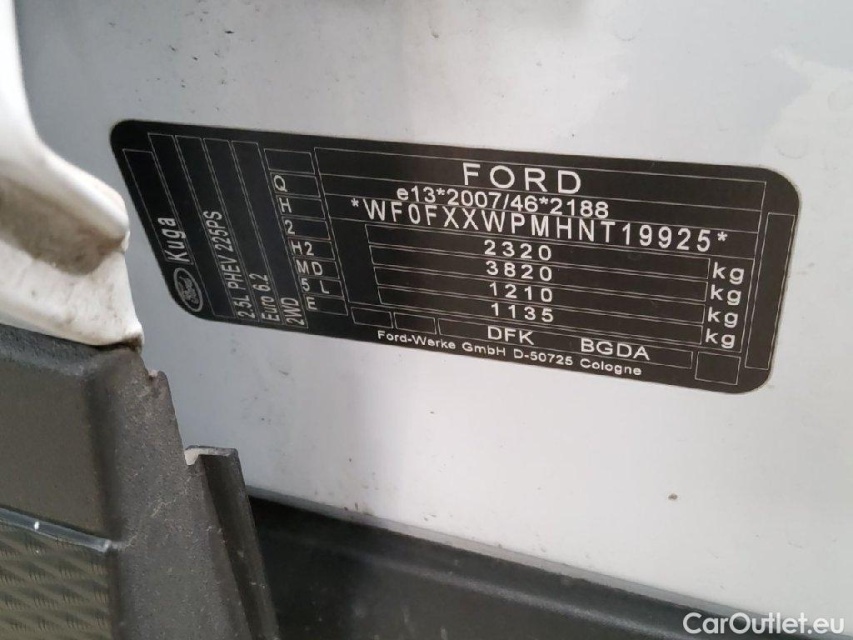 FORD
e13*2007/46*2188
*WF0FXXWPMHNT19925*
2320 kg
3820 kg
1210 kg
1135 kg
DFK BGDA
Ford-Werke GmbH D-50725 Cologne
Q
H
2
H2
MD
5 L
E
Kuga
Ford
2.5L PHEV 225PS
Euro 6.2
2WD
CarOutlet.eu